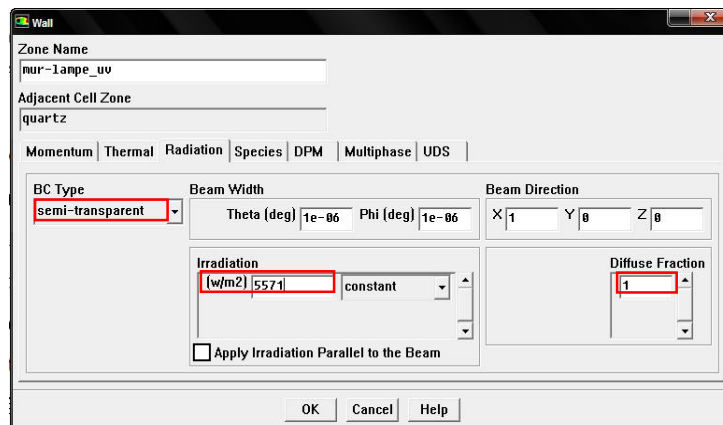 Wall
Zone Name
mur-lampe_uv
Adjacent Cell Zone
quartz
Momentum Thermal Radiation Species DPM Multiphase UDS
BC Type
semi-transparent
Beam Width
Theta (deg) 1e-06 Phi (deg) 1e-06
Beam Direction
X 1 Y 0 Z 0
Irradiation
(w/m2) 5571 constant
Apply Irradiation Parallel to the Beam
Diffuse Fraction
1
OK Cancel Help